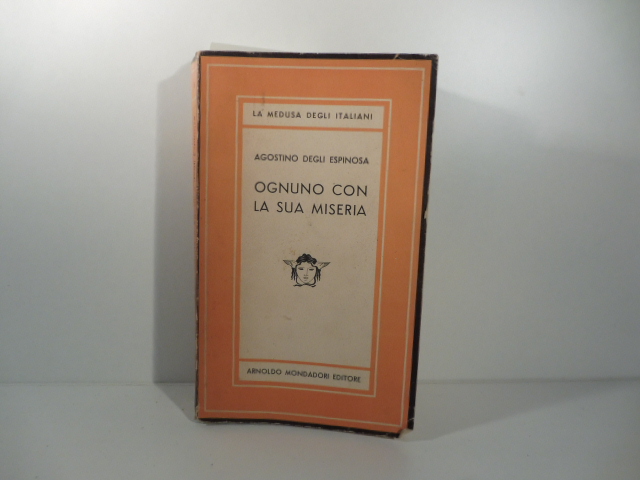 LA MEDUSA DEGLI ITALIANI
AGOSTINO DEGLI ESPINOSA
OGNUNO CON
LA SUA MISERIA
ARNOLDO MONDADORI EDITORE